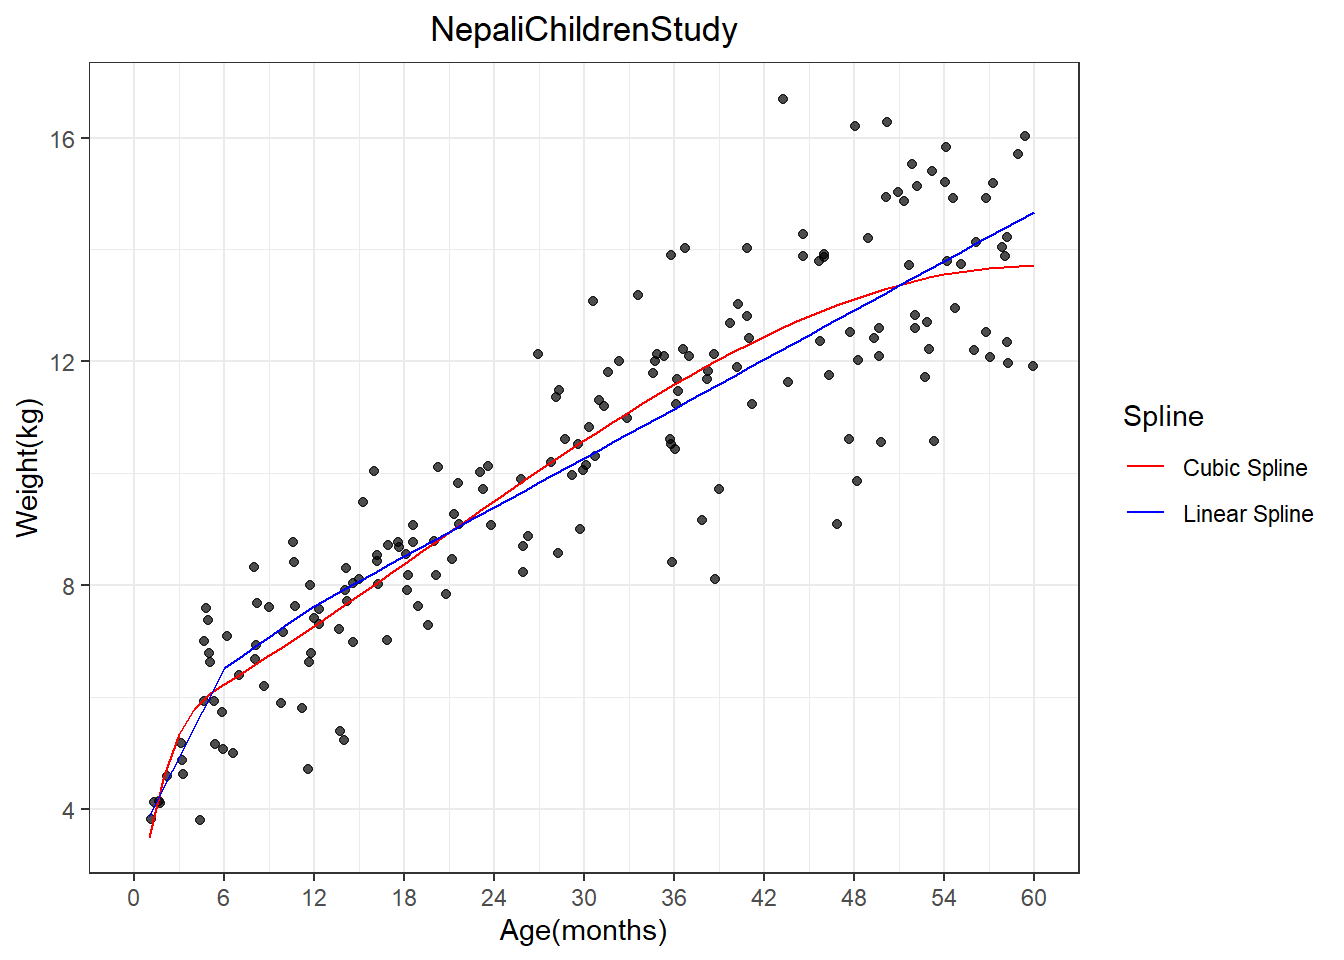 NepaliChildrenStudy
16
12
8
4
Weight(kg)
0 6 12 18 24 30 36 42 48 54 60
Age(months)
Spline
Cubic Spline
Linear Spline